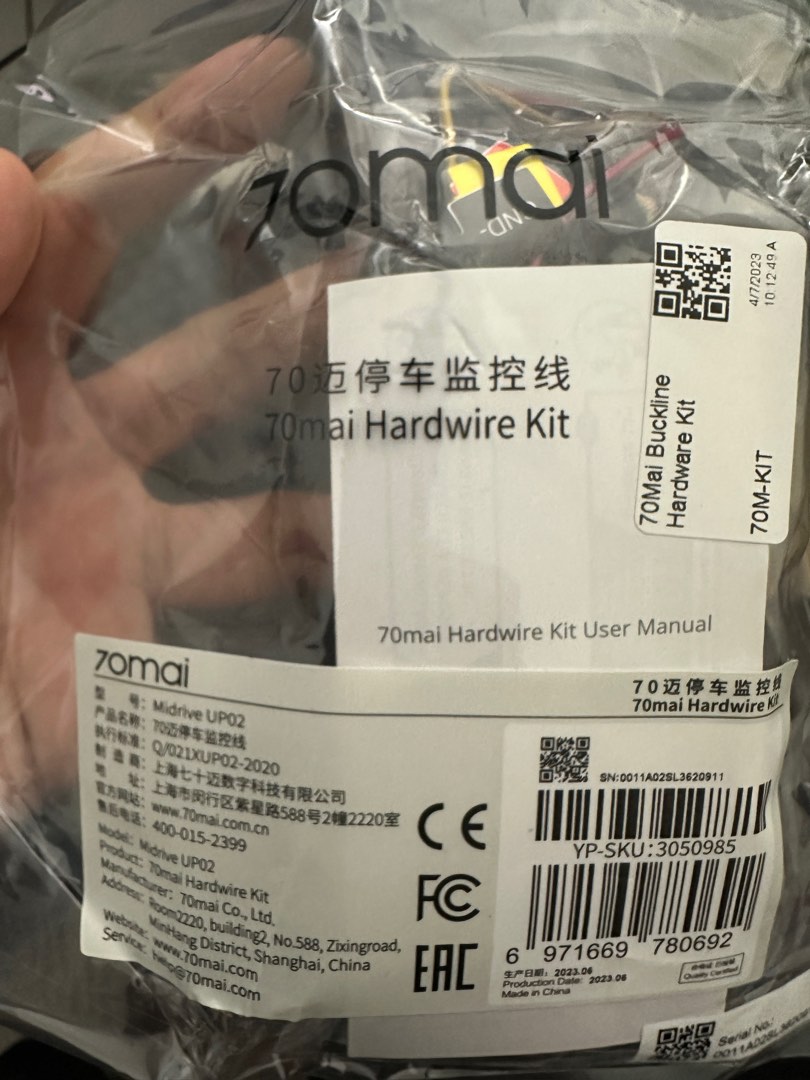 70mai
GND-
4/7/2023
10:12:49 A
70Mai Buckline
Hardware Kit
70M-KIT
70迈停车监控线
70mai Hardwire Kit
70mai Hardwire Kit User Manual
70mai
70迈停车监控线
70mai Hardwire Kit
型 号：Midrive UP02
产品名称：70迈停车监控线
执行标准：Q/021XUP02-2020
制 造 商：上海七十迈数字科技有限公司
地 址：上海市闵行区紫星路588号2幢2220室
官方网站：www.70mai.com.cn
售后电话：400-015-2399
Model：Midrive UP02
Product：70mai Hardwire Kit
Manufacturer：70mai Co., Ltd.
Address：Room2220, building2, No.588, Zixingroad,
MinHang District, Shanghai, China
Website：www.70mai.com
Service：help@70mai.com
CE
FC
EAC
SN:0011A02SL3620911
YP-SKU:3050985
6 971669 780692
生产日期：2023.06
Production Date: 2023.06
Made in China
Quality Certified
Serial No.: